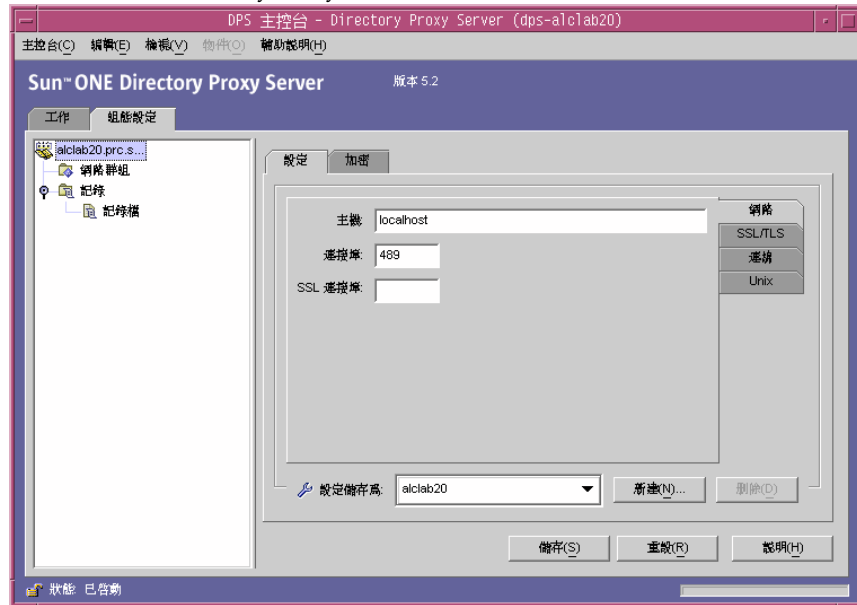 DPS 主控台 - Directory Proxy Server (dps-alclab20)
主控台(C) 編輯(E) 檢視(V) 物件(O) 輔助說明(H)
Sun™ ONE Directory Proxy Server 版本 5.2
工作 組態設定
alclab20.prc.s...
網路群組
記錄
記錄檔
設定 加密
主機: localhost
連接埠: 489
SSL 連接埠:
網路
SSL/TLS
連線
Unix
設定儲存為: alclab20 新建(N)... 刪除(D)
儲存(S) 重設(R) 說明(H)
狀態: 已啓動